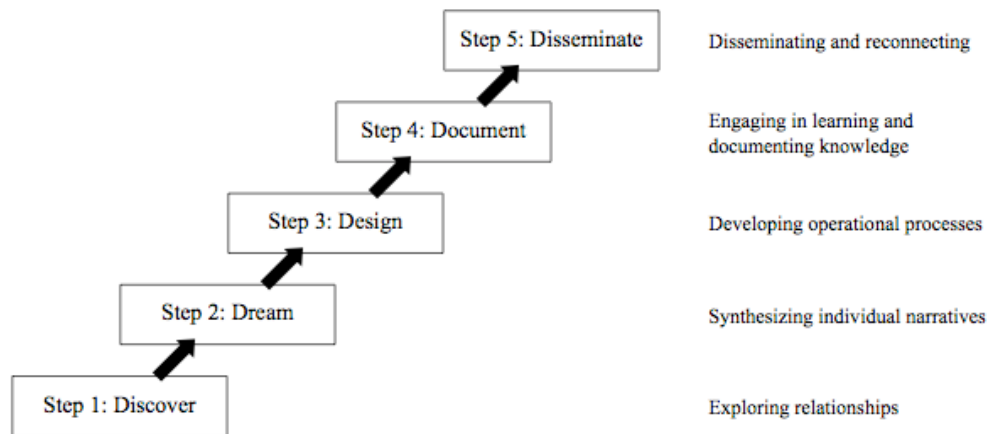 Step 5: Disseminate
Disseminating and reconnecting
Step 4: Document
Engaging in learning and
documenting knowledge
Step 3: Design
Developing operational processes
Step 2: Dream
Synthesizing individual narratives
Step 1: Discover
Exploring relationships